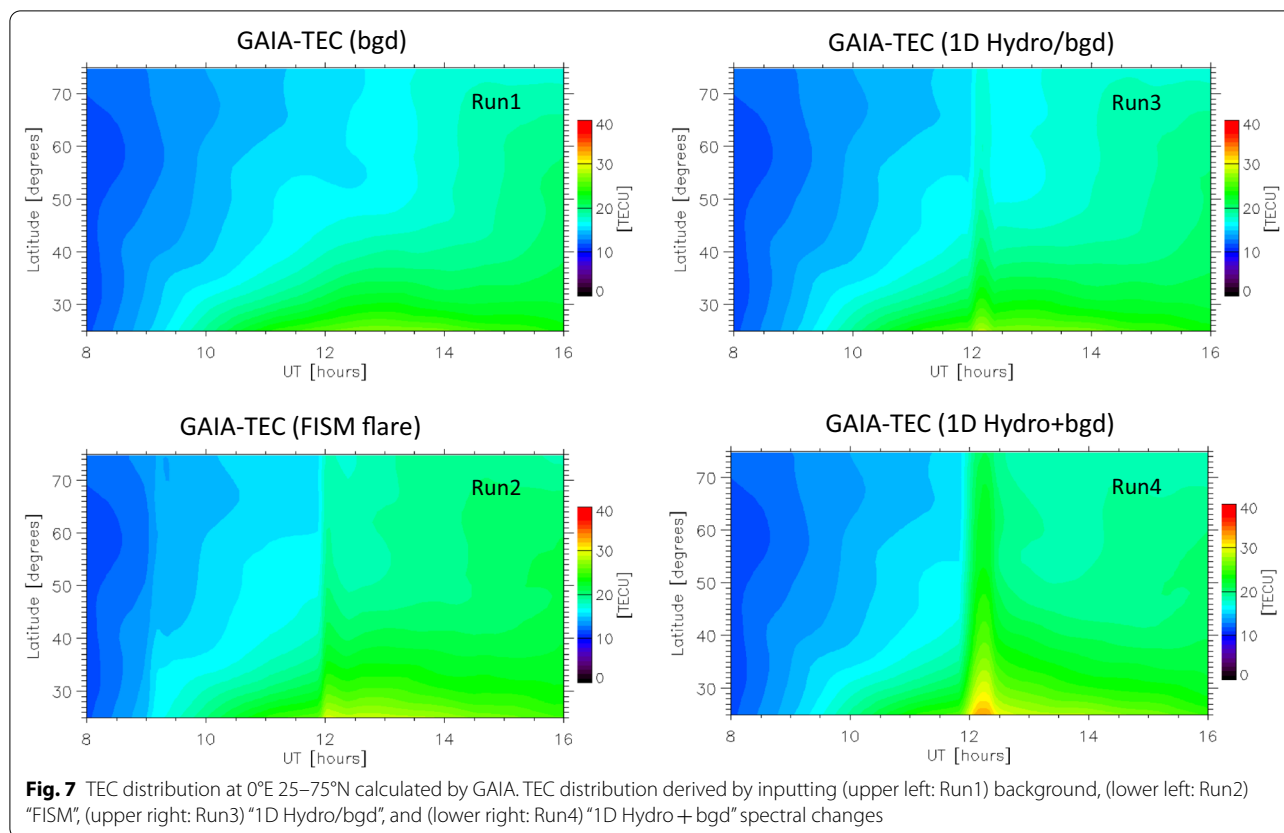 GAIA-TEC (bgd)
Run1
Latitude [degrees]
70
60
50
40
30
8
10
12
14
16
UT [hours]
40
30
20
10
0
[TECU]
GAIA-TEC (1D Hydro/bgd)
Run3
Latitude [degrees]
70
60
50
40
30
8
10
12
14
16
UT [hours]
40
30
20
10
0
[TECU]
GAIA-TEC (FISM flare)
Run2
Latitude [degrees]
70
60
50
40
30
8
10
12
14
16
UT [hours]
40
30
20
10
0
[TECU]
GAIA-TEC (1D Hydro+bgd)
Run4
Latitude [degrees]
70
60
50
40
30
8
10
12
14
16
UT [hours]
40
30
20
10
0
[TECU]
Fig. 7 TEC distribution at 0°E 25–75°N calculated by GAIA. TEC distribution derived by inputting (upper left: Run1) background, (lower left: Run2)
“FISM”, (upper right: Run3) “1D Hydro/bgd”, and (lower right: Run4) “1D Hydro + bgd” spectral changes